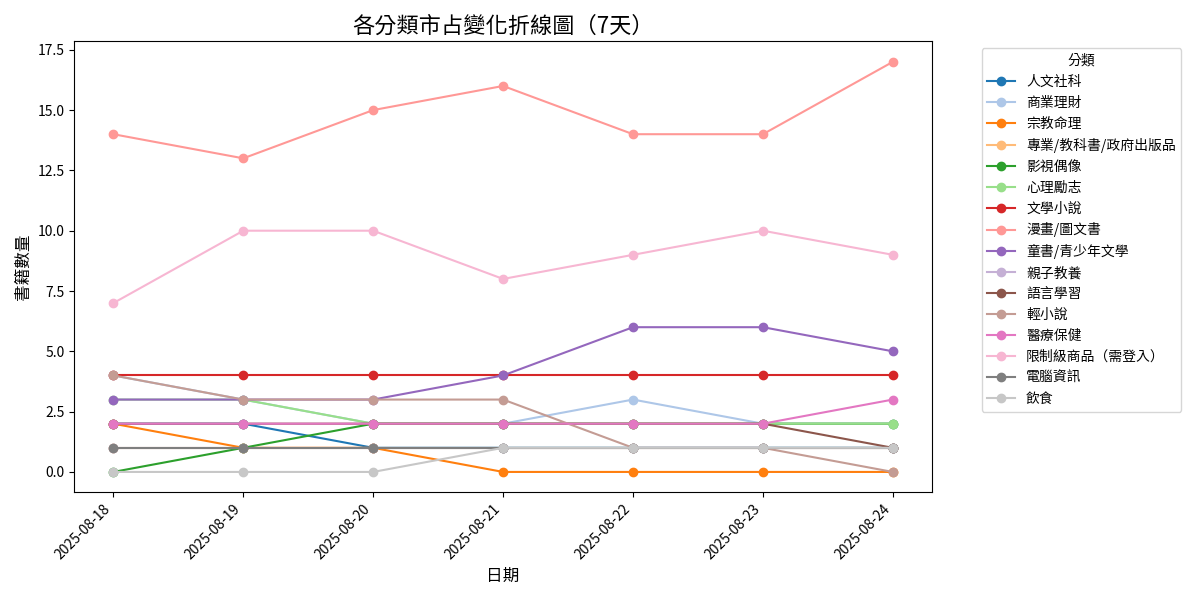 各分類市占變化折線圖（7天）
書籍數量
17.5
15.0
12.5
10.0
7.5
5.0
2.5
0.0
2025-08-18
2025-08-19
2025-08-20
2025-08-21
2025-08-22
2025-08-23
2025-08-24
日期
分類
人文社科
商業理財
宗教命理
專業/教科書/政府出版品
影視偶像
心理勵志
文學小說
漫畫/圖文書
童書/青少年文學
親子教養
語言學習
輕小說
醫療保健
限制級商品（需登入）
電腦資訊
飲食